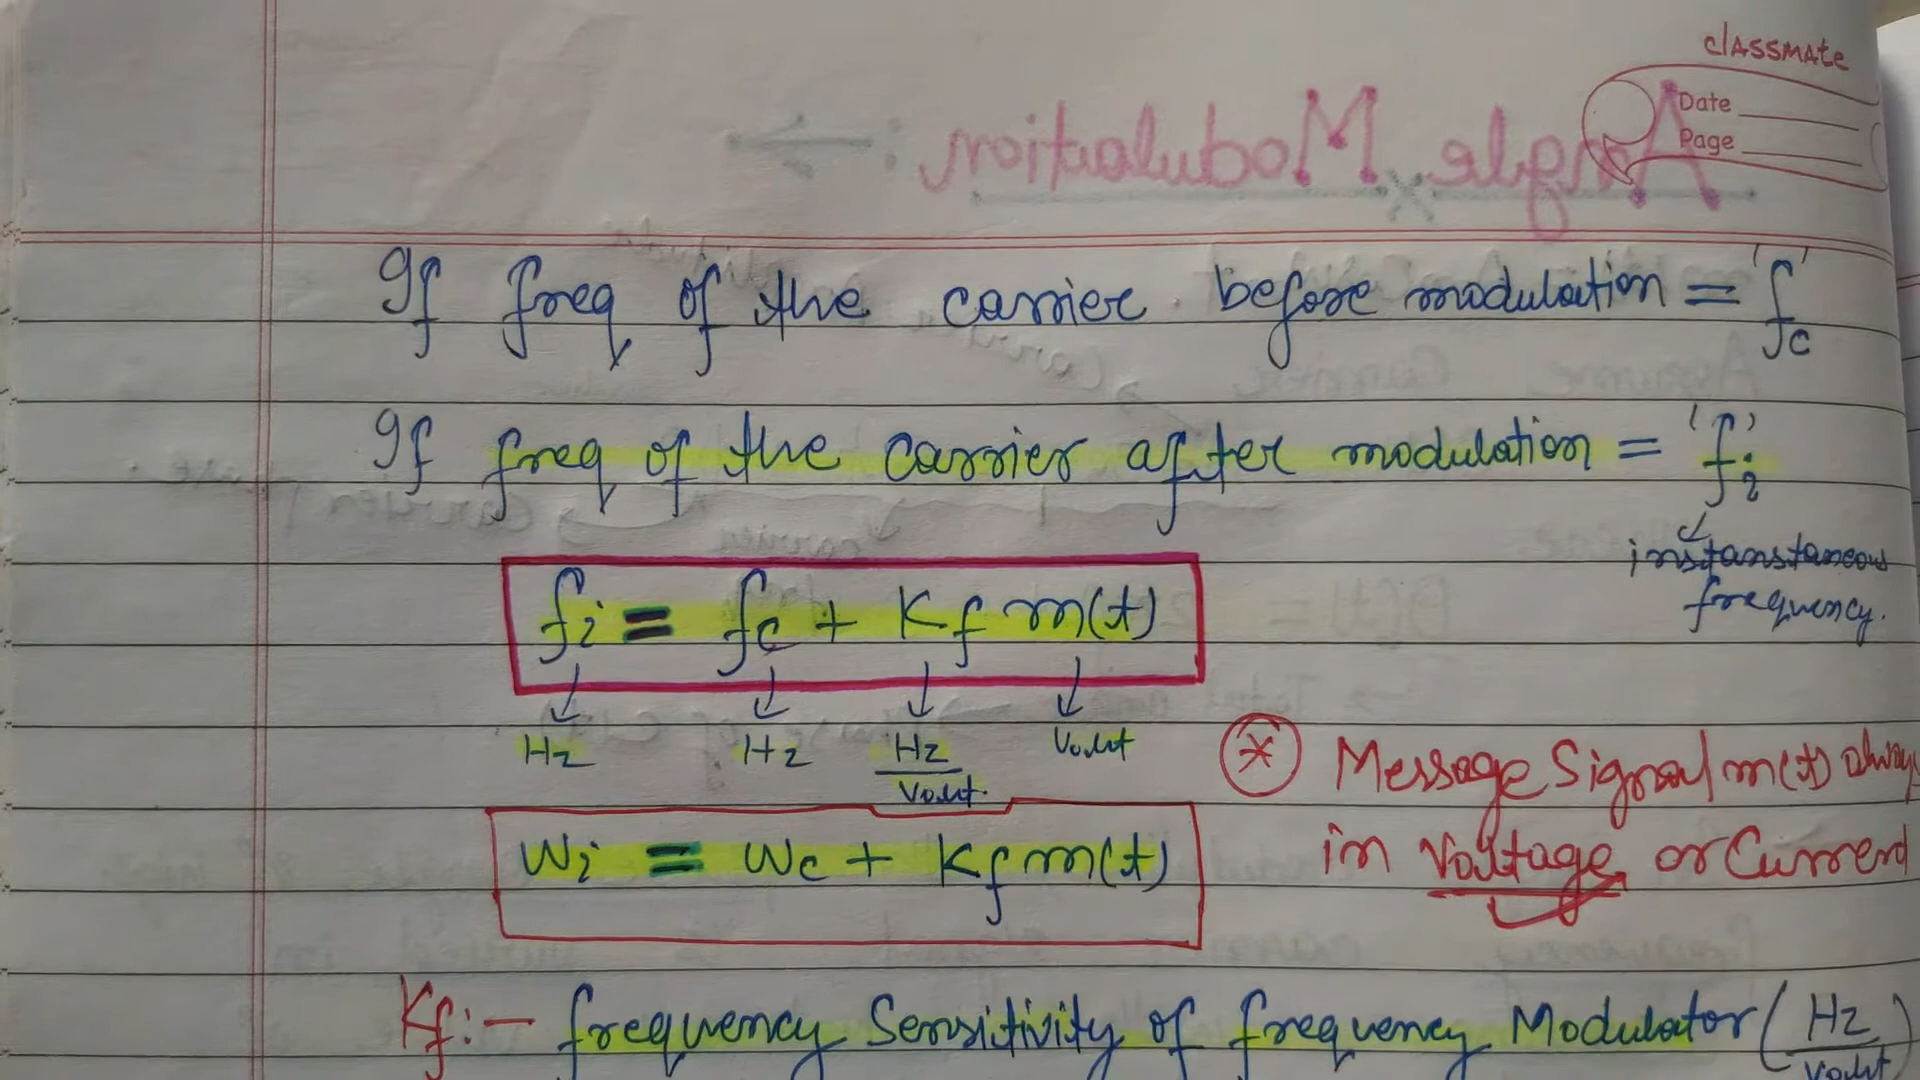 classmate
Date
Page
Angle Modulation :-
If freq of the carrier before modulation = 'fc'
If freq of the carrier after modulation = 'fi'
instanstaneous
frequency.
fi = fc + Kf m(t)
Hz Hz Hz/Volt Volt
* Message Signal m(t) always
in Voltage or Current
Wi = Wc + Kf m(t)
Kf :- frequency Sensitivity of frequency Modulator (Hz/Volt)